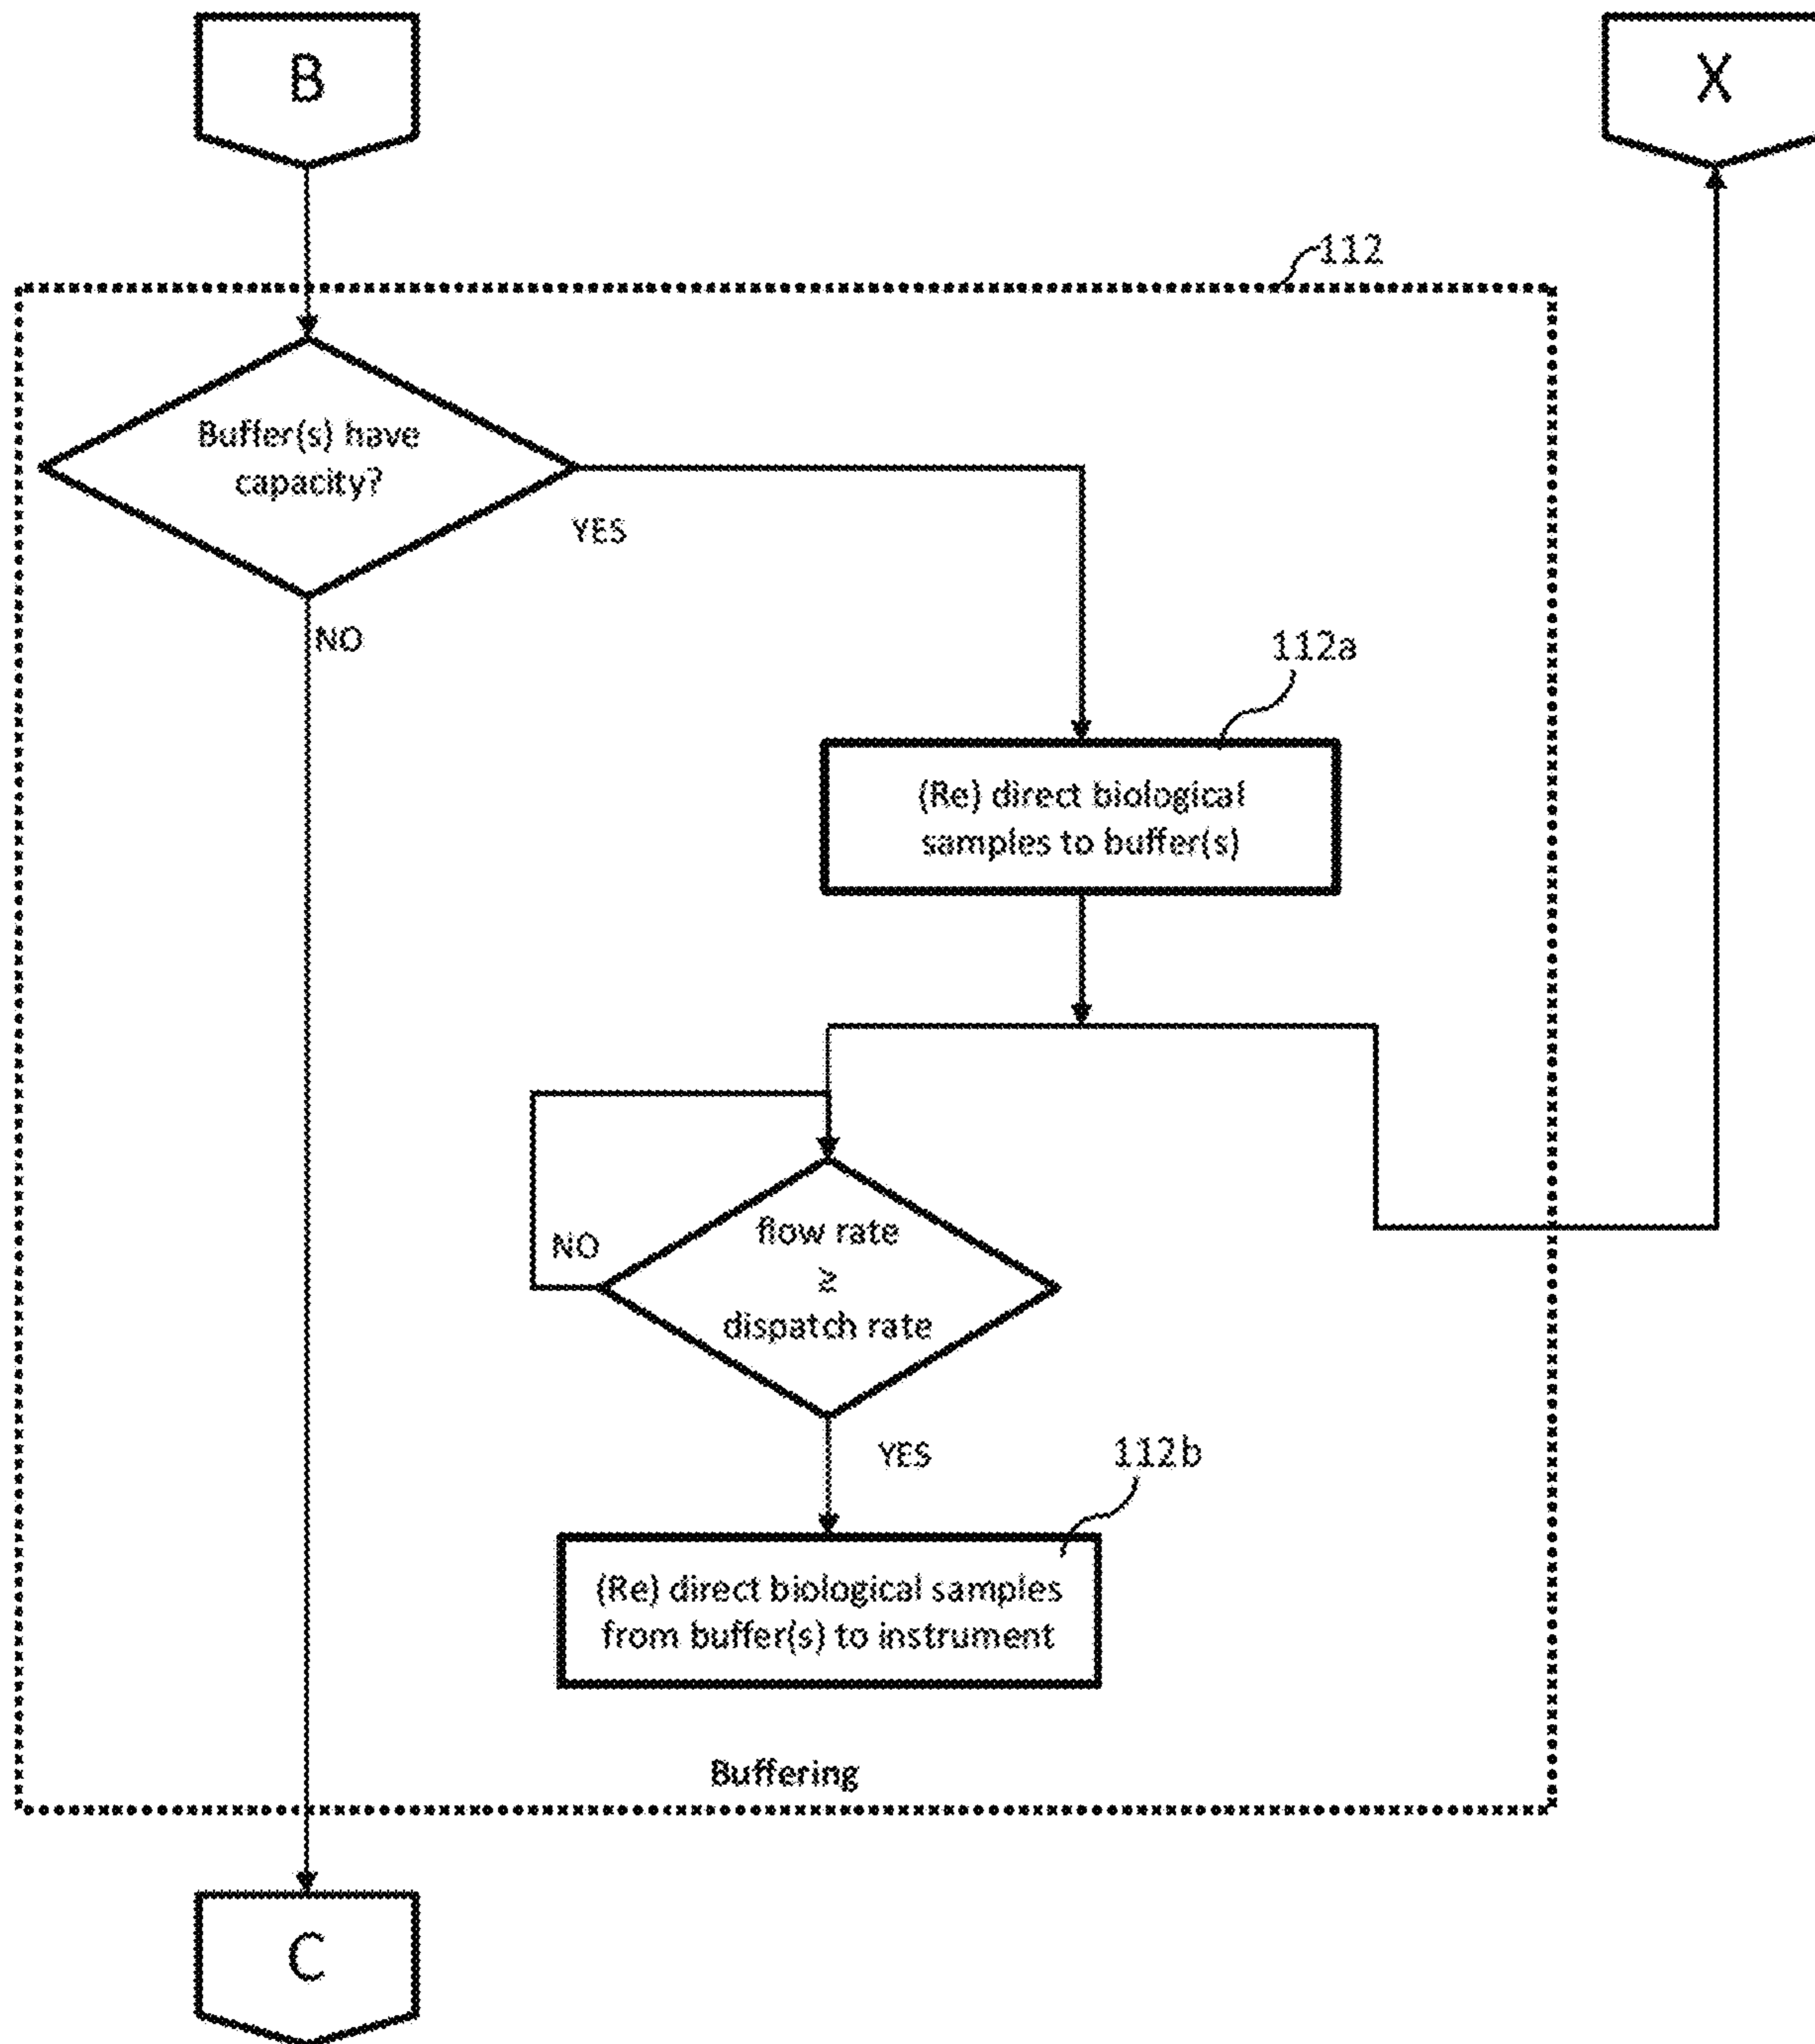 B
X
112
Buffer(s) have
capacity?
YES
NO
112a
(Re) direct biological
samples to buffer(s)
flow rate
≥
dispatch rate
NO
YES
112b
(Re) direct biological samples
from buffer(s) to instrument
Buffering
C